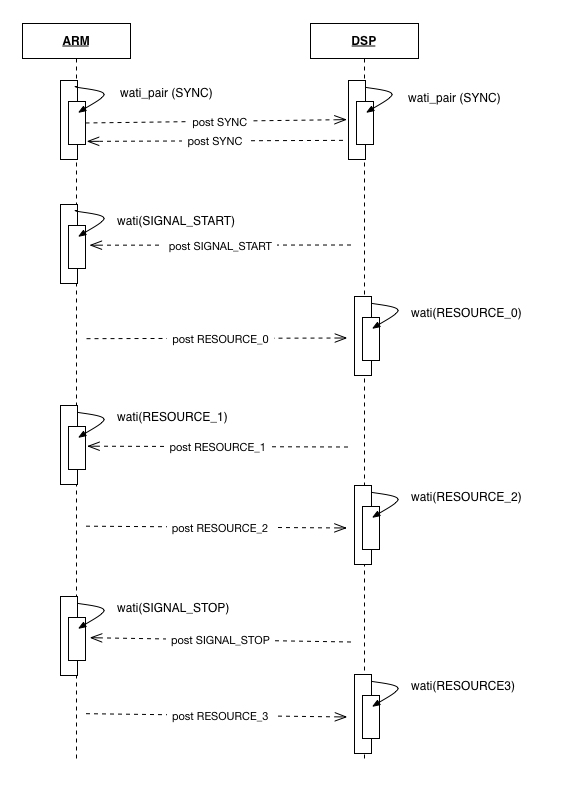 ARM
DSP
wati_pair (SYNC)
wati_pair (SYNC)
post SYNC
post SYNC
wati(SIGNAL_START)
post SIGNAL_START
wati(RESOURCE_0)
post RESOURCE_0
wati(RESOURCE_1)
post RESOURCE_1
wati(RESOURCE_2)
post RESOURCE_2
wati(SIGNAL_STOP)
post SIGNAL_STOP
wati(RESOURCE3)
post RESOURCE_3